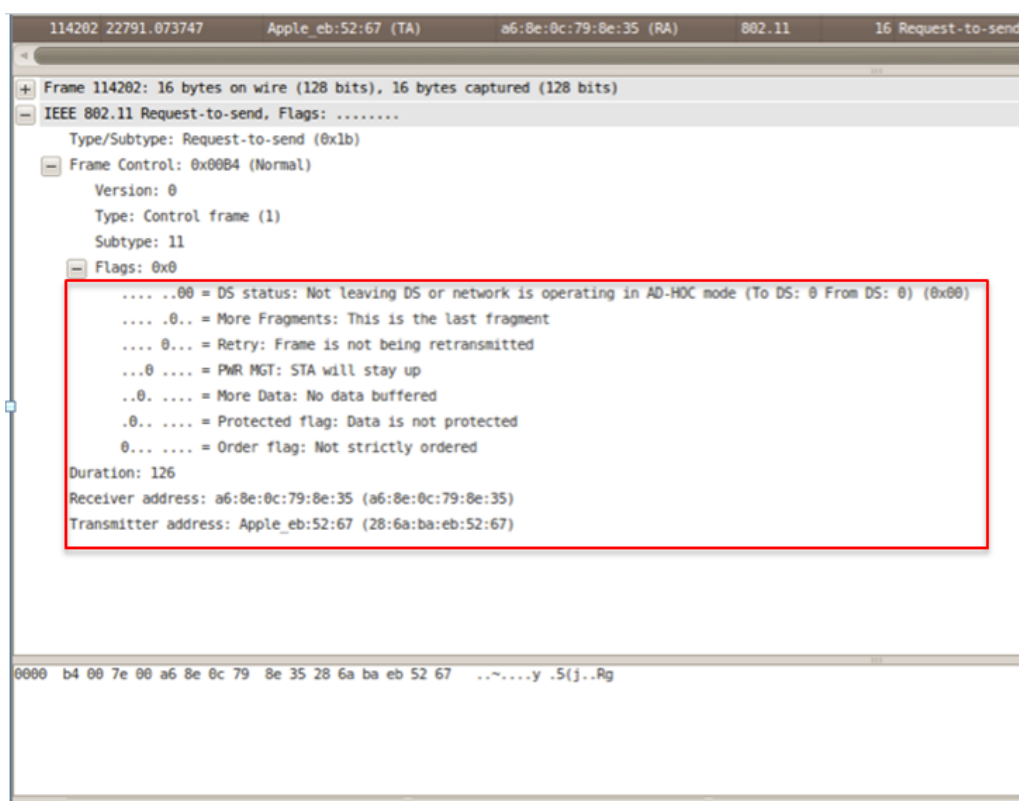 114202 22791.073747 Apple_eb:52:67 (TA) a6:8e:0c:79:8e:35 (RA) 802.11 16 Request-to-send
Frame 114202: 16 bytes on wire (128 bits), 16 bytes captured (128 bits)
IEEE 802.11 Request-to-send, Flags: ........
Type/Subtype: Request-to-send (0x1b)
Frame Control: 0x00B4 (Normal)
Version: 0
Type: Control frame (1)
Subtype: 11
Flags: 0x0
.... ..00 = DS status: Not leaving DS or network is operating in AD-HOC mode (To DS: 0 From DS: 0) (0x00)
.... .0.. = More Fragments: This is the last fragment
.... 0... = Retry: Frame is not being retransmitted
...0 .... = PWR MGT: STA will stay up
..0. .... = More Data: No data buffered
.0.. .... = Protected flag: Data is not protected
0... .... = Order flag: Not strictly ordered
Duration: 126
Receiver address: a6:8e:0c:79:8e:35 (a6:8e:0c:79:8e:35)
Transmitter address: Apple_eb:52:67 (28:6a:ba:eb:52:67)
0000 b4 00 7e 00 a6 8e 0c 79 8e 35 28 6a ba eb 52 67 ..~....y .5(j..Rg